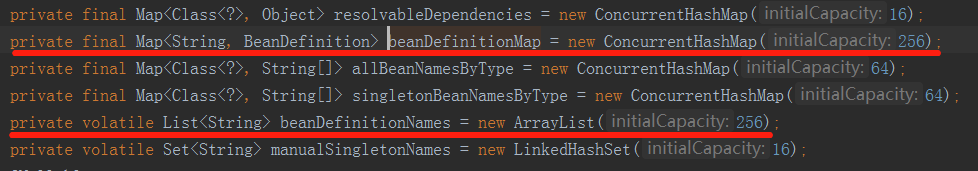 private final Map<Class<?>, Object> resolvableDependencies = new ConcurrentHashMap( initialCapacity: 16);
private final Map<String, BeanDefinition> beanDefinitionMap = new ConcurrentHashMap( initialCapacity: 256);
private final Map<Class<?>, String[]> allBeanNamesByType = new ConcurrentHashMap( initialCapacity: 64);
private final Map<Class<?>, String[]> singletonBeanNamesByType = new ConcurrentHashMap( initialCapacity: 64);
private volatile List<String> beanDefinitionNames = new ArrayList( initialCapacity: 256);
private volatile Set<String> manualSingletonNames = new LinkedHashSet( initialCapacity: 16);